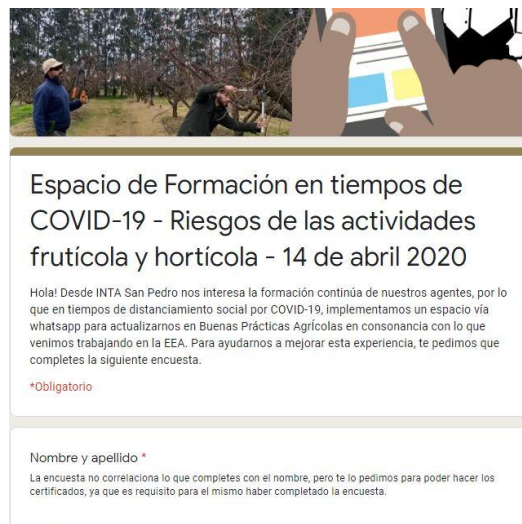 Espacio de Formación en tiempos de
COVID-19 - Riesgos de las actividades
frutícola y hortícola - 14 de abril 2020
Hola! Desde INTA San Pedro nos interesa la formación contínua de nuestros agentes, por lo
que en tiempos de distanciamiento social por COVID-19, implementamos un espacio vía
whatsapp para actualizarnos en Buenas Prácticas Agrícolas en consonancia con lo que
venimos trabajando en la EEA. Para ayudarnos a mejorar esta experiencia, te pedimos que
completes la siguiente encuesta.
*Obligatorio
Nombre y apellido *
La encuesta no correlaciona lo que completes con el nombre, pero te lo pedimos para poder hacer los
certificados, ya que es requisito para el mismo haber completado la encuesta.